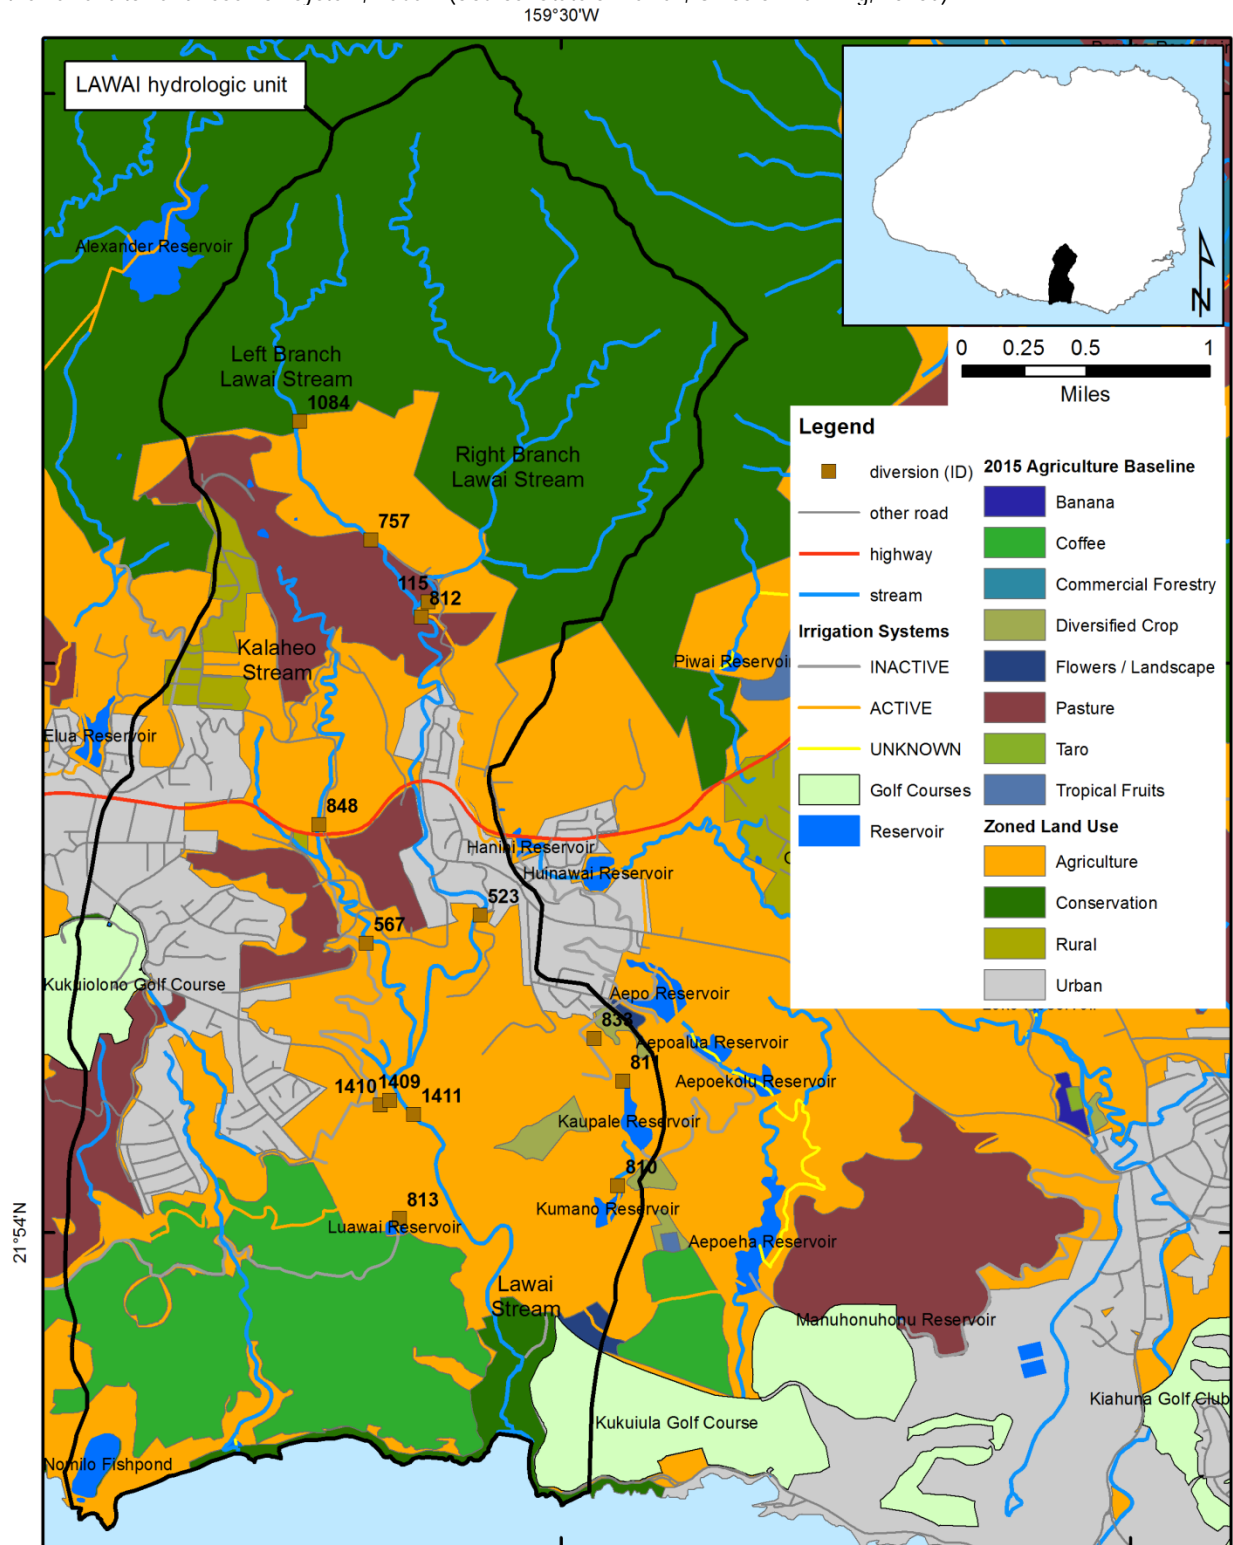 159°30'W
LAWAI hydrologic unit
Alexander Reservoir
0 0.25 0.5 1
Miles
Left Branch
Lawai Stream
1084
Right Branch
Lawai Stream
757
115
812
Kalaheo
Stream
Piwai Reservoir
Elua Reservoir
848
Hanini Reservoir
Huinawai Reservoir
523
567
Kukuiolono Golf Course
Aepo Reservoir
833
Aepoalua Reservoir
811
Aepoekolu Reservoir
1410
1409
1411
Kaupale Reservoir
810
Kumano Reservoir
813
Luawai Reservoir
Aepoeha Reservoir
21°54'N
Lawai
Stream
Manuhonuhonu Reservoir
Kiahuna Golf Club
Kukuiula Golf Course
Nomilo Fishpond
N
Legend
diversion (ID)
other road
highway
stream
Irrigation Systems
INACTIVE
ACTIVE
UNKNOWN
Golf Courses
Reservoir
2015 Agriculture Baseline
Banana
Coffee
Commercial Forestry
Diversified Crop
Flowers / Landscape
Pasture
Taro
Tropical Fruits
Zoned Land Use
Agriculture
Conservation
Rural
Urban